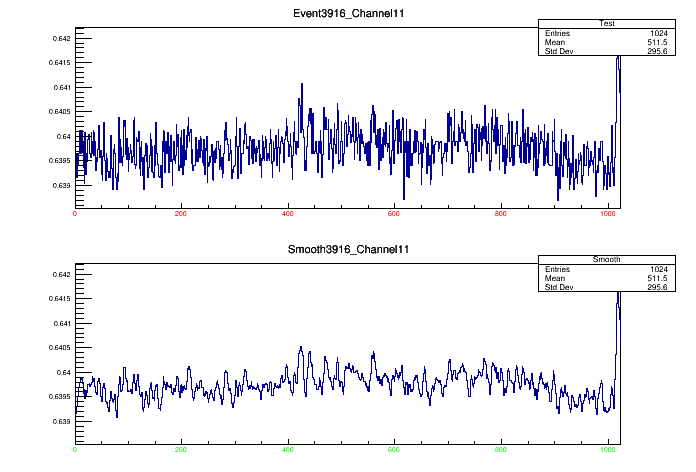 Event3916_Channel11
Test
Entries 1024
Mean 511.5
Std Dev 295.6
0.642
0.6415
0.641
0.6405
0.64
0.6395
0.639
0 200 400 600 800 1000
Smooth3916_Channel11
Smooth
Entries 1024
Mean 511.5
Std Dev 295.6
0.642
0.6415
0.641
0.6405
0.64
0.6395
0.639
0 200 400 600 800 1000